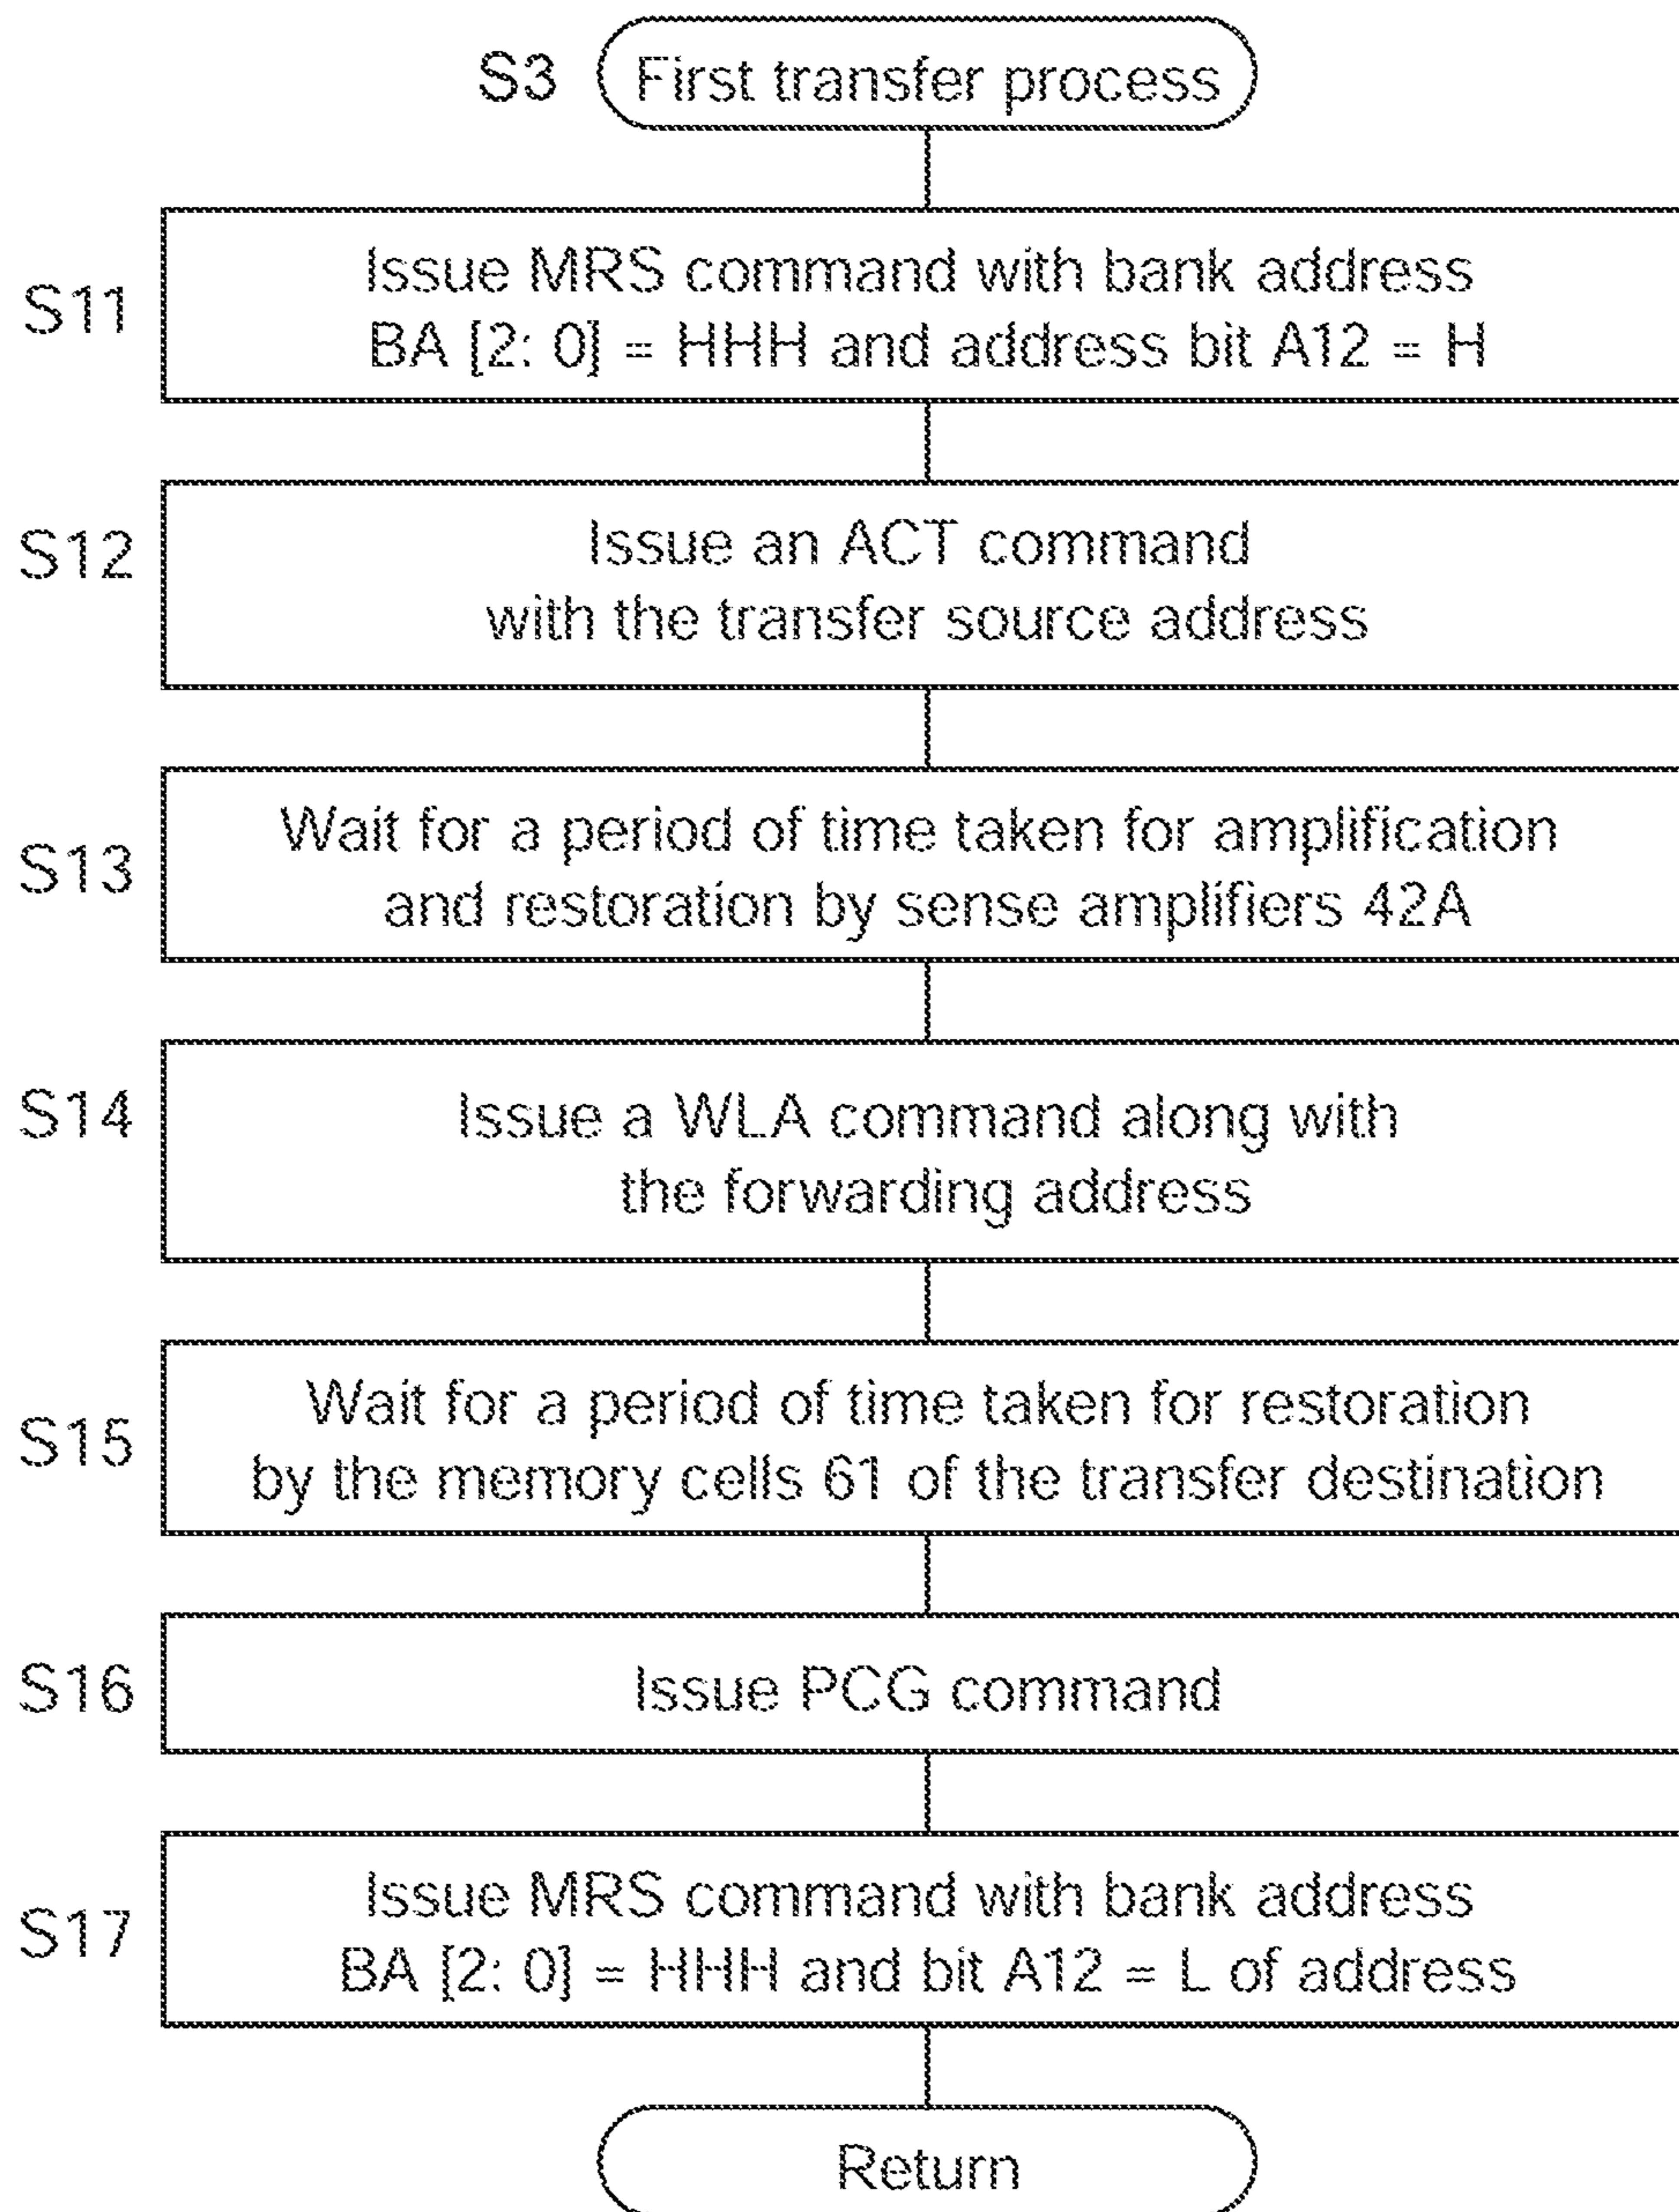 S3 First transfer process
S11
Issue MRS command with bank address
BA [2: 0] = HHH and address bit A12 = H
S12
Issue an ACT command
with the transfer source address
S13
Wait for a period of time taken for amplification
and restoration by sense amplifiers 42A
S14
Issue a WLA command along with
the forwarding address
S15
Wait for a period of time taken for restoration
by the memory cells 61 of the transfer destination
S16
Issue PCG command
S17
Issue MRS command with bank address
BA [2: 0] = HHH and bit A12 = L of address
Return